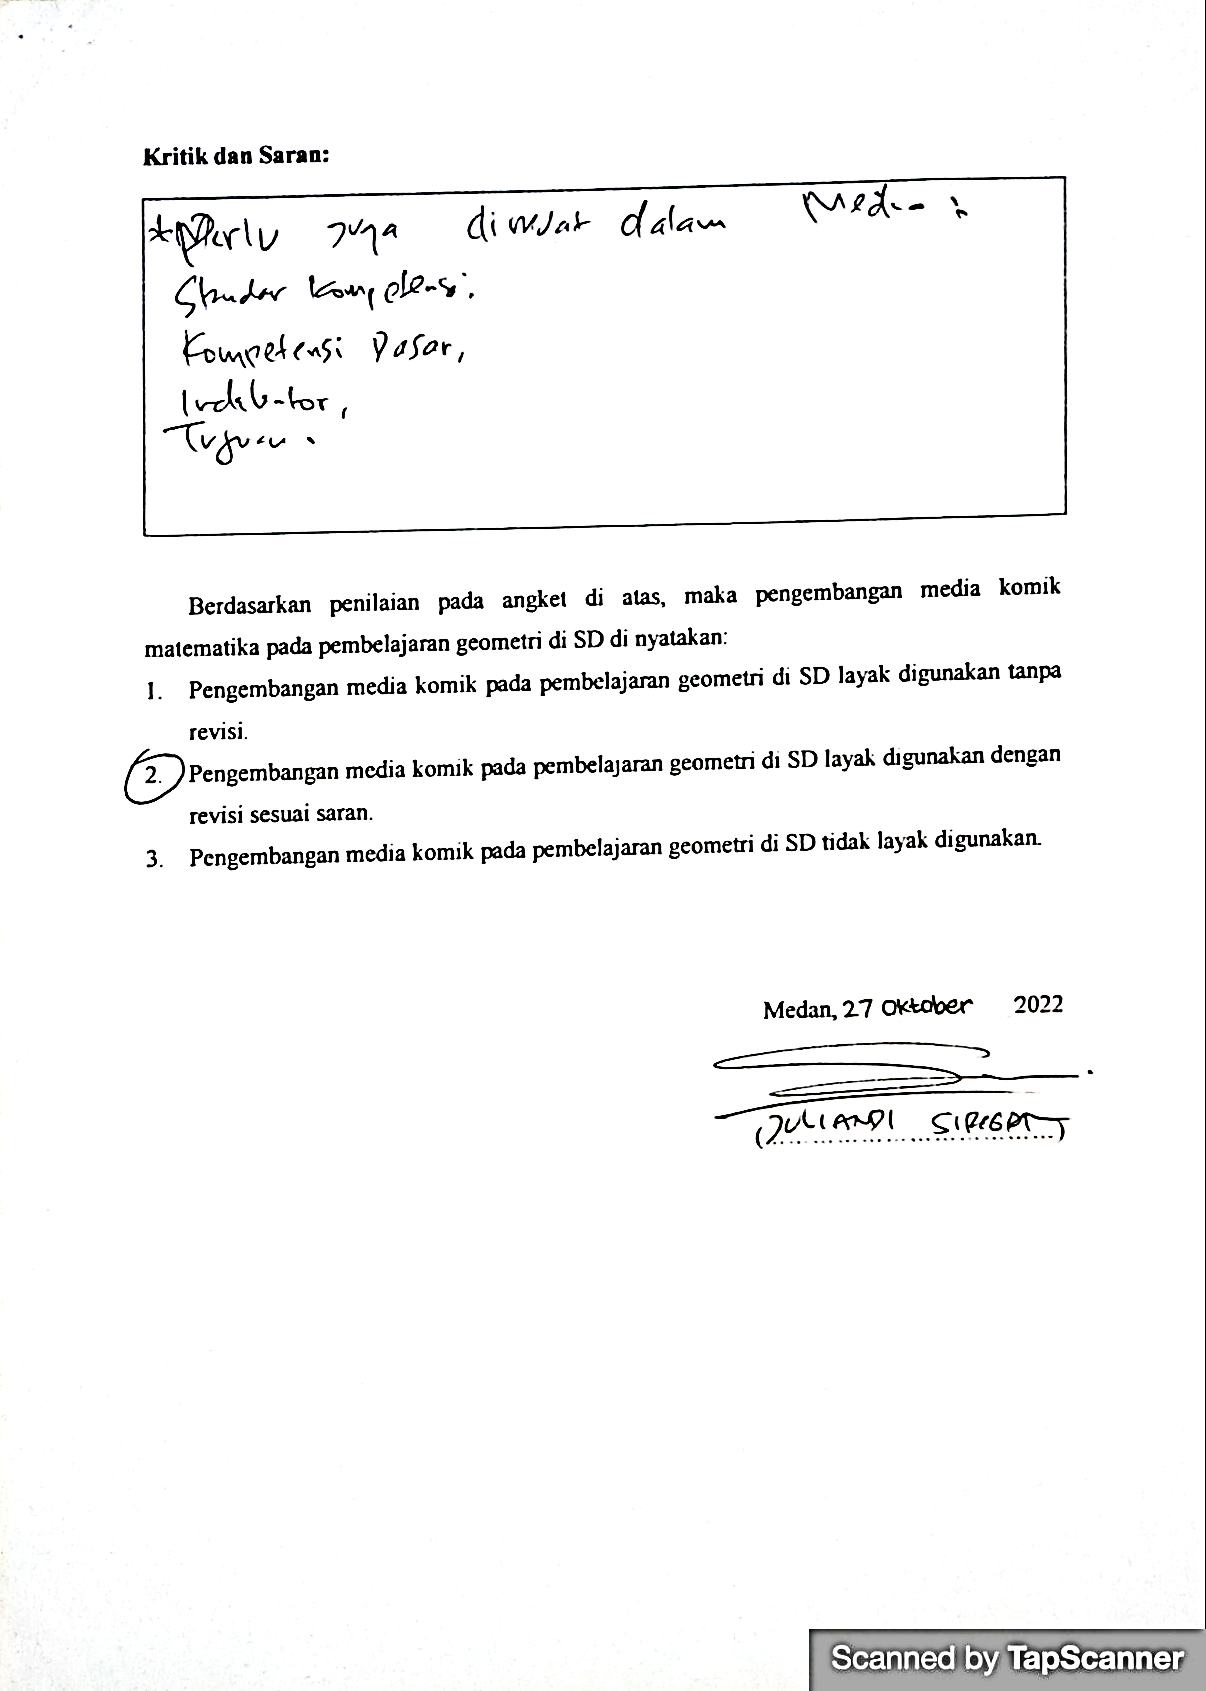 Kritik dan Saran:
* Perlu juga dimuat dalam Media :
Standar kompetensi.
Kompetensi Dasar,
Indikator,
Tujuan .
Berdasarkan penilaian pada angket di atas, maka pengembangan media komik
matematika pada pembelajaran geometri di SD di nyatakan:
1. Pengembangan media komik pada pembelajaran geometri di SD layak digunakan tanpa
revisi.
2. Pengembangan media komik pada pembelajaran geometri di SD layak digunakan dengan
revisi sesuai saran.
3. Pengembangan media komik pada pembelajaran geometri di SD tidak layak digunakan.
Medan, 27 Oktober 2022
(JULIANDI SIREGAR)
Scanned by TapScanner